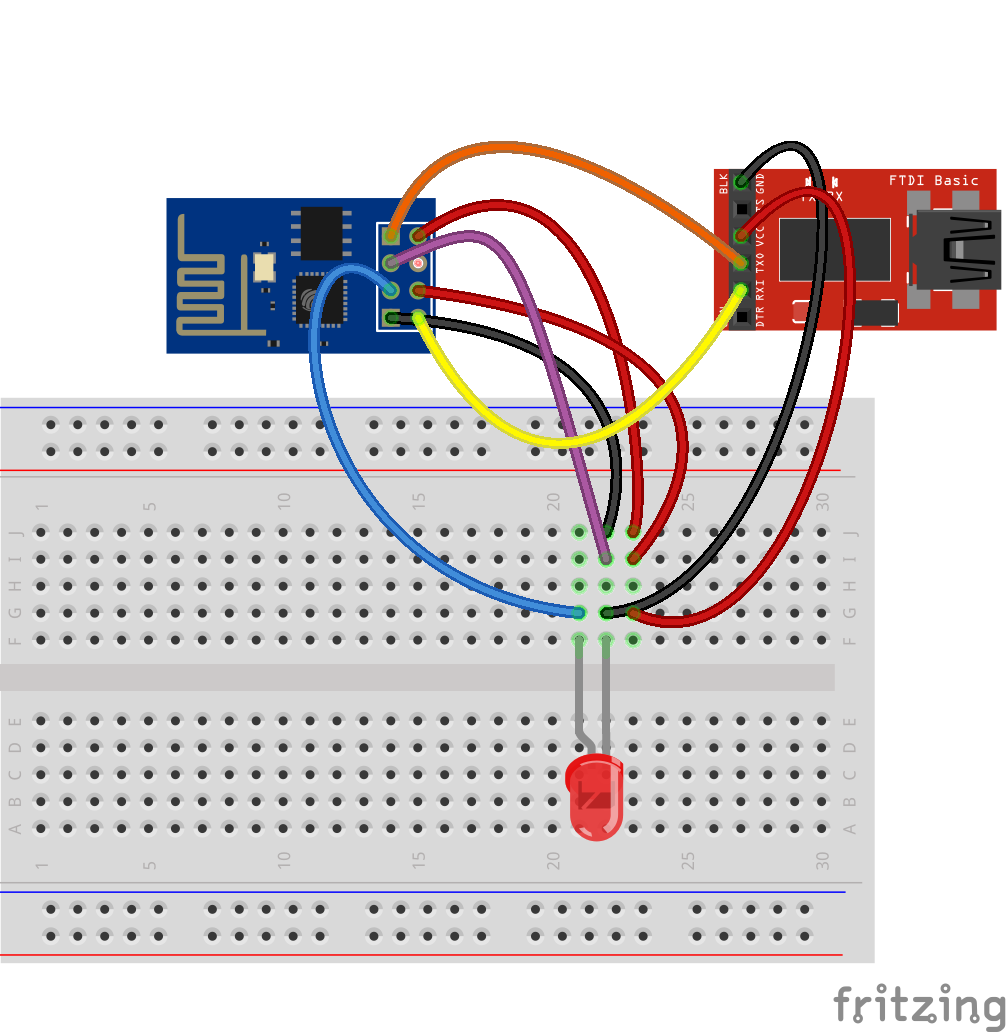 FTDI Basic
BLK
GND
CTS
VCC
TXO
RXI
DTR
TX RX
1 5 10 15 20 25 30
J J
I I
H H
G G
F F
E E
D D
C C
B B
A A
1 5 10 15 20 25 30
fritzing